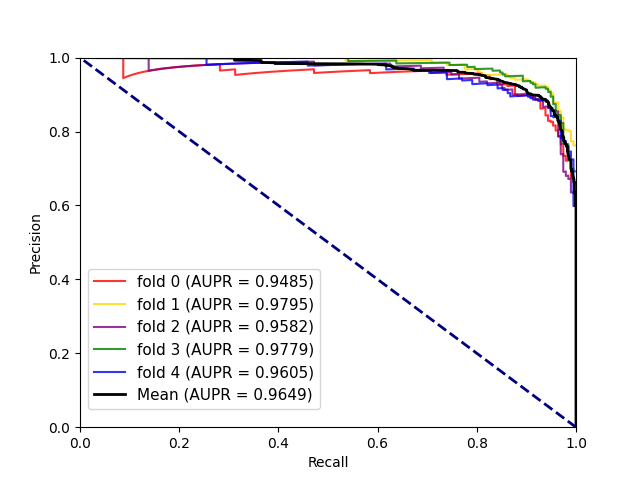 1.0
0.8
0.6
0.4
0.2
0.0
Precision
fold 0 (AUPR = 0.9485)
fold 1 (AUPR = 0.9795)
fold 2 (AUPR = 0.9582)
fold 3 (AUPR = 0.9779)
fold 4 (AUPR = 0.9605)
Mean (AUPR = 0.9649)
0.0 0.2 0.4 0.6 0.8 1.0
Recall